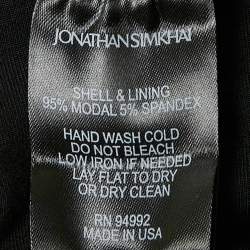 JONATHAN SIMKHAI
SHELL & LINING
95% MODAL 5% SPANDEX
HAND WASH COLD
DO NOT BLEACH
LOW IRON IF NEEDED
LAY FLAT TO DRY
OR DRY CLEAN
RN 94992
MADE IN USA